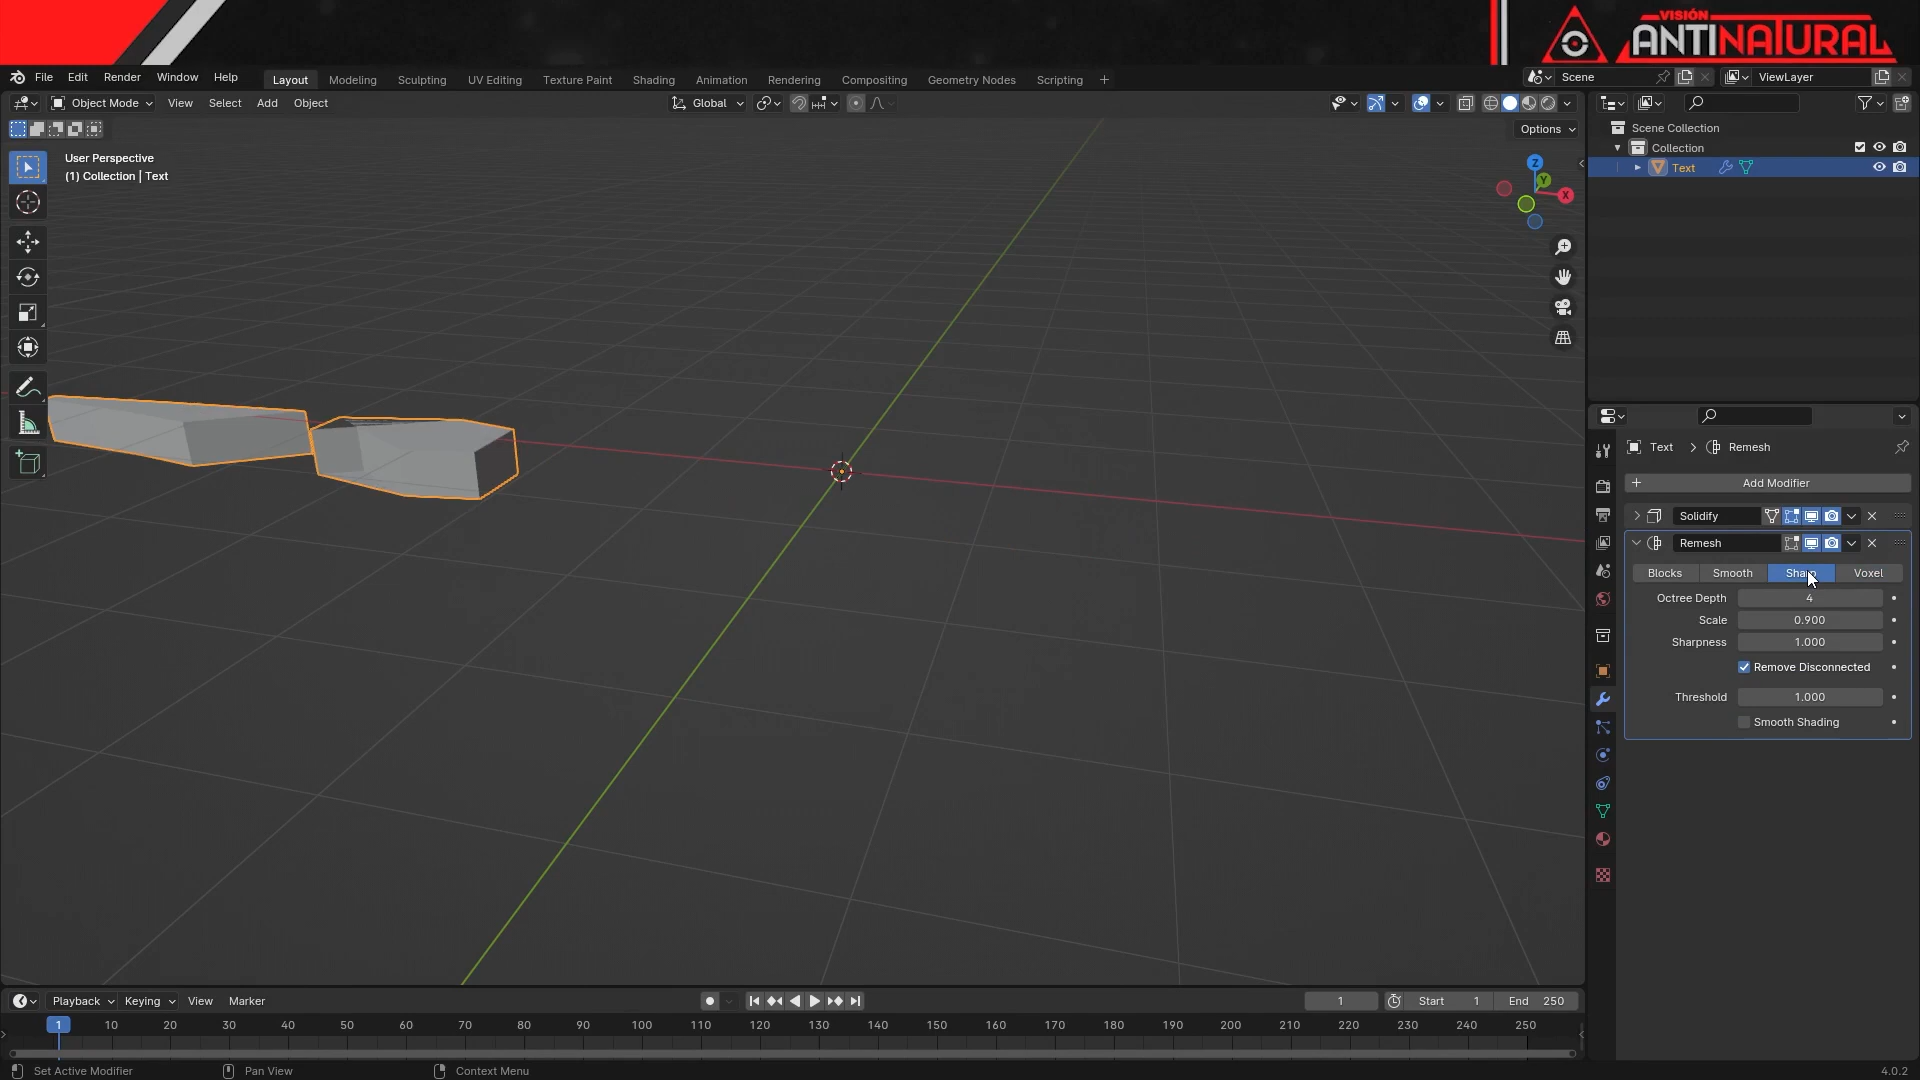 VISIÓN
ANTINATURAL
File Edit Render Window Help
Layout Modeling Sculpting UV Editing Texture Paint Shading Animation Rendering Compositing Geometry Nodes Scripting +
Scene
ViewLayer
Object Mode View Select Add Object
Global
Options
User Perspective
(1) Collection | Text
Z
Y
X
Scene Collection
Collection
Text
Text > Remesh
+ Add Modifier
Solidify
Remesh
Blocks Smooth Sharp Voxel
Octree Depth 4
Scale 0.900
Sharpness 1.000
Remove Disconnected
Threshold 1.000
Smooth Shading
Playback Keying View Marker
1 Start 1 End 250
1 10 20 30 40 50 60 70 80 90 100 110 120 130 140 150 160 170 180 190 200 210 220 230 240 250
Set Active Modifier Pan View Context Menu
4.0.2